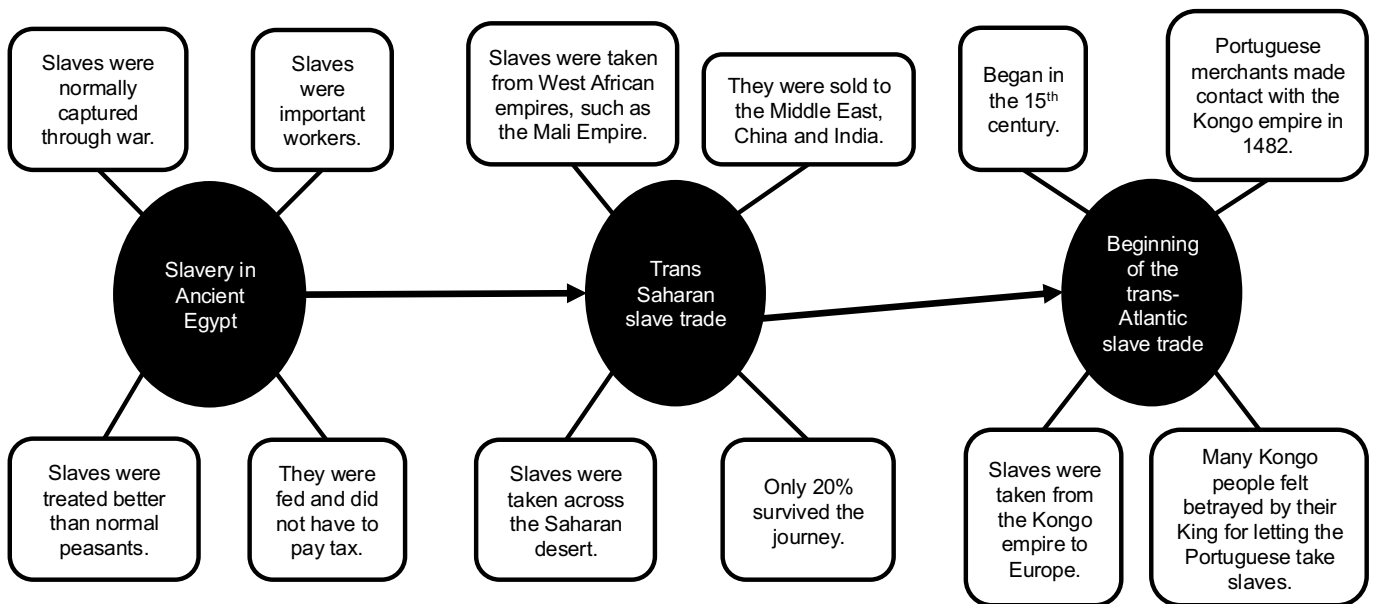 Slaves were
normally
captured
through war.
Slaves
were
important
workers.
Slavery in
Ancient
Egypt
Slaves were
treated better
than normal
peasants.
They were
fed and did
not have to
pay tax.
Slaves were taken
from West African
empires, such as
the Mali Empire.
They were sold to
the Middle East,
China and India.
Trans
Saharan
slave trade
Slaves were
taken across
the Saharan
desert.
Only 20%
survived the
journey.
Began in
the 15th
century.
Portuguese
merchants made
contact with the
Kongo empire in
1482.
Beginning
of the
trans-
Atlantic
slave trade
Slaves were
taken from
the Kongo
empire to
Europe.
Many Kongo
people felt
betrayed by their
King for letting the
Portuguese take
slaves.